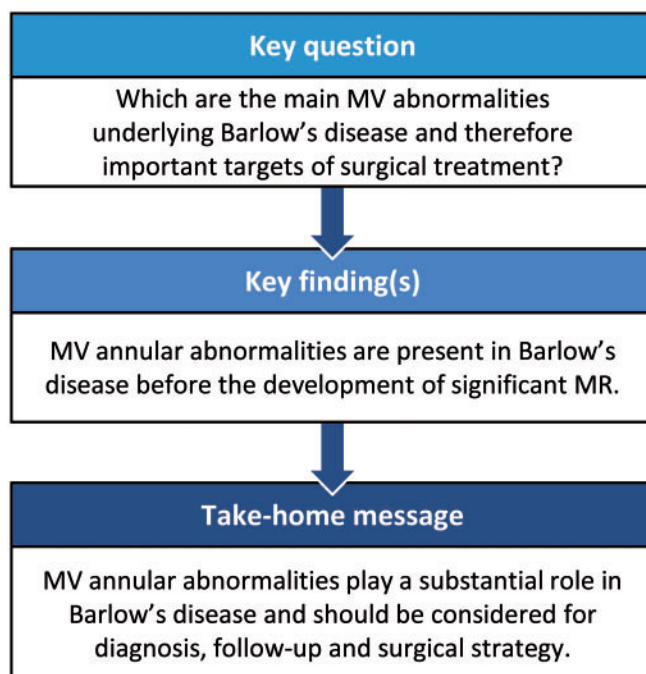 Key question
Which are the main MV abnormalities
underlying Barlow's disease and therefore
important targets of surgical treatment?
Key finding(s)
MV annular abnormalities are present in Barlow's
disease before the development of significant MR.
Take-home message
MV annular abnormalities play a substantial role in
Barlow's disease and should be considered for
diagnosis, follow-up and surgical strategy.